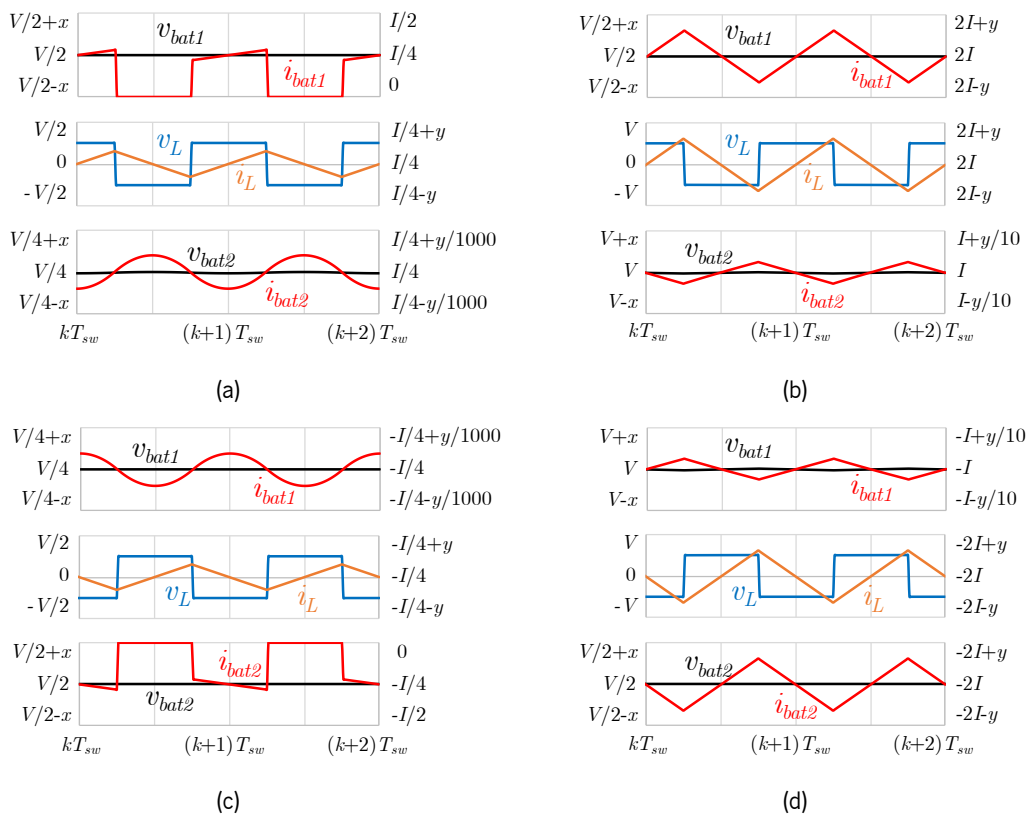 V/2+x v_bat1 I/2
V/2 I/4
V/2-x i_bat1 0
V/2 v_L I/4+y
0 I/4
-V/2 i_L I/4-y
V/4+x v_bat2 I/4+y/1000
V/4 I/4
V/4-x i_bat2 I/4-y/1000
kT_sw (k+1)T_sw (k+2)T_sw
(a)
V/2+x v_bat1 2I+y
V/2 2I
V/2-x i_bat1 2I-y
V v_L 2I+y
0 2I
-V i_L 2I-y
V+x v_bat2 I+y/10
V I
V-x i_bat2 I-y/10
kT_sw (k+1)T_sw (k+2)T_sw
(b)
V/4+x v_bat1 -I/4+y/1000
V/4 -I/4
V/4-x i_bat1 -I/4-y/1000
V/2 -I/4+y
0 -I/4
-V/2 v_L i_L -I/4-y
V/2+x i_bat2 0
V/2 -I/4
V/2-x v_bat2 -I/2
kT_sw (k+1)T_sw (k+2)T_sw
(c)
V+x v_bat1 -I+y/10
V -I
V-x i_bat1 -I-y/10
V -2I+y
0 -2I
-V v_L i_L -2I-y
V/2+x v_bat2 -2I+y
V/2 -2I
V/2-x i_bat2 -2I-y
kT_sw (k+1)T_sw (k+2)T_sw
(d)